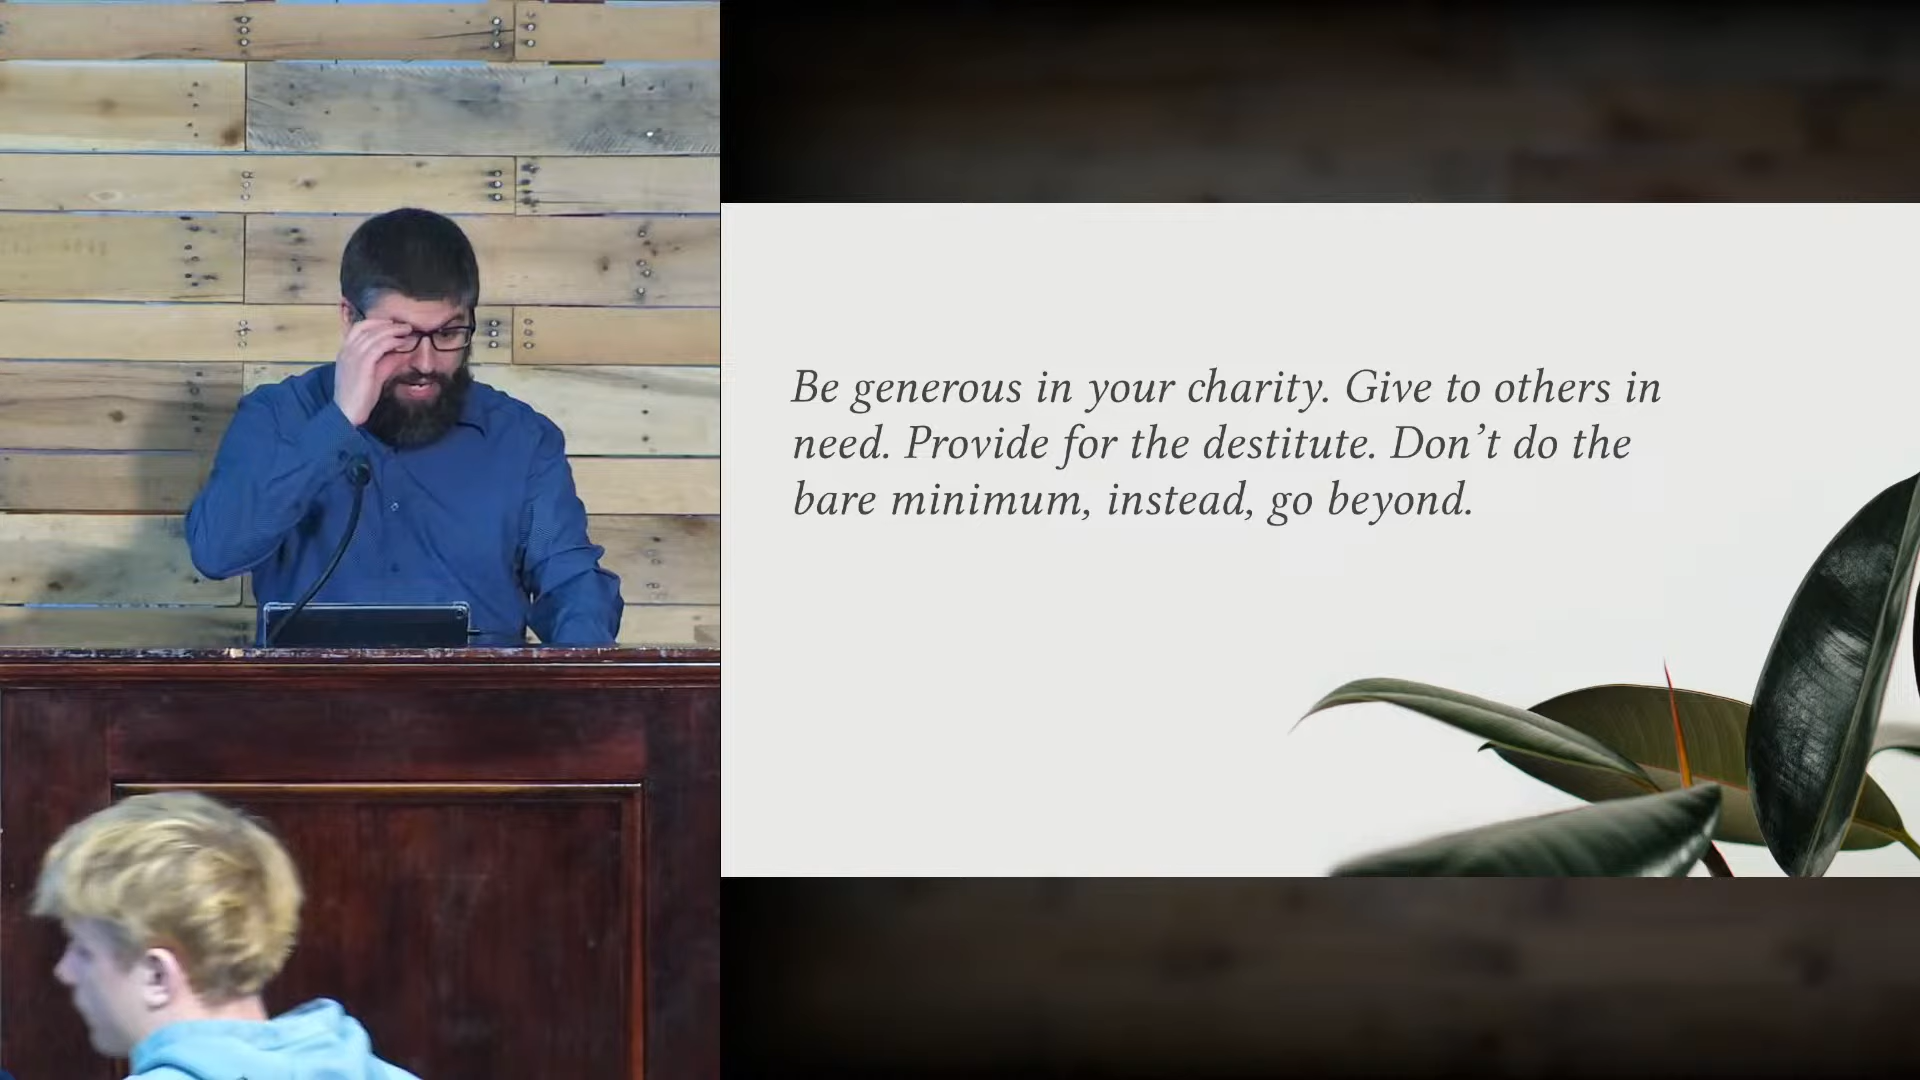 Be generous in your charity. Give to others in
need. Provide for the destitute. Don’t do the
bare minimum, instead, go beyond.